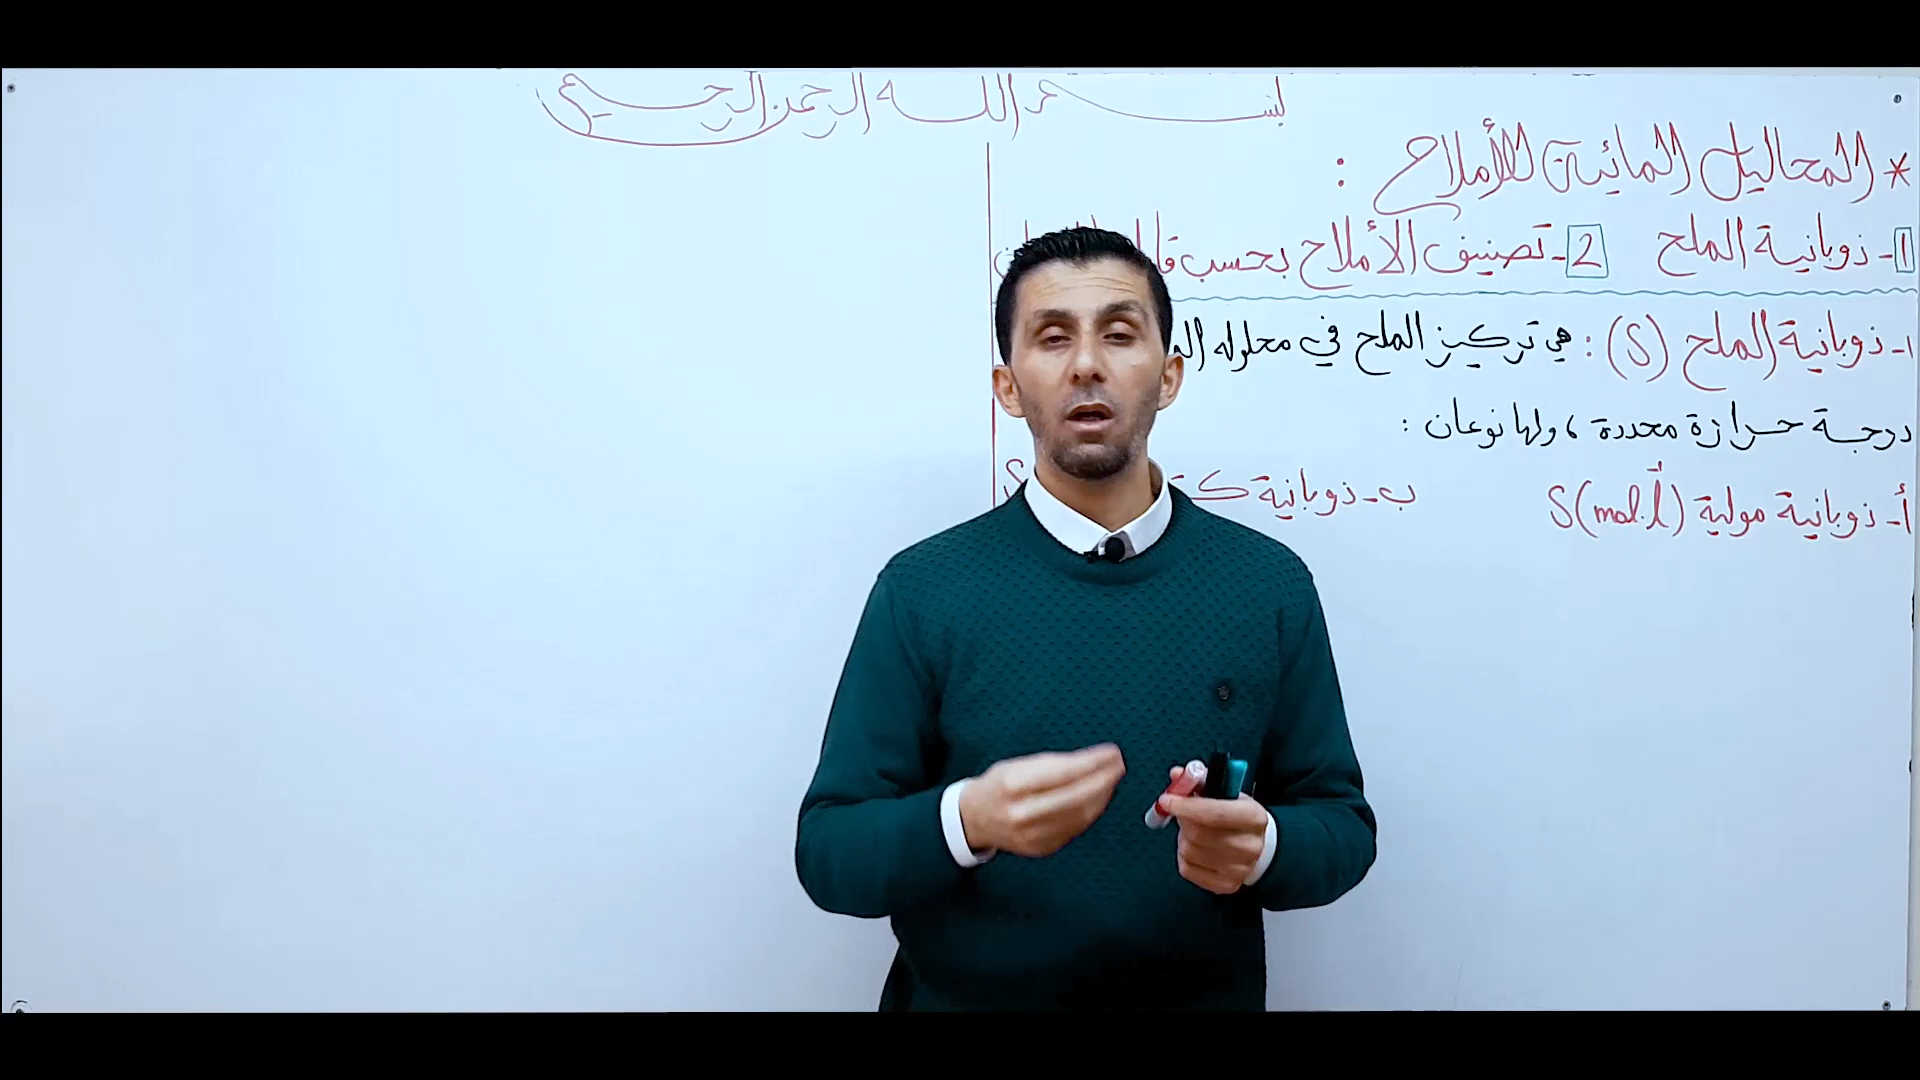 بسم الله الرحمن الرحيم
* المحاليل المائية للأملاح :
1- ذوبانية الملح 2- تصنيف الأملاح بحسب
1- ذوبانية الملح (S) : هي تركيز الملح في محلوله
درجة حرارة محددة ، ولها نوعان :
أ- ذوبانية مولية S(mol.l⁻¹) ب- ذوبانية